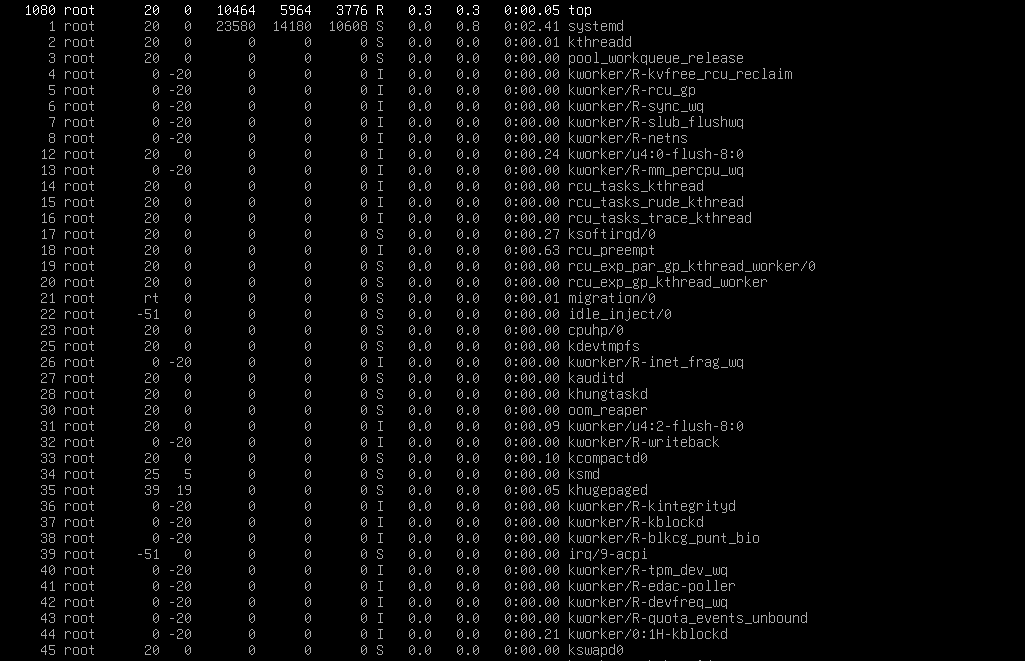 1080 root 20 0 10464 5964 3776 R 0.3 0.3 0:00.05 top
1 root 20 0 23580 14180 10608 S 0.0 0.8 0:02.41 systemd
2 root 20 0 0 0 0 S 0.0 0.0 0:00.01 kthreadd
3 root 20 0 0 0 0 S 0.0 0.0 0:00.00 pool_workqueue_release
4 root 0 -20 0 0 0 I 0.0 0.0 0:00.00 kworker/R-kvfree_rcu_reclaim
5 root 0 -20 0 0 0 I 0.0 0.0 0:00.00 kworker/R-rcu_gp
6 root 0 -20 0 0 0 I 0.0 0.0 0:00.00 kworker/R-sync_wq
7 root 0 -20 0 0 0 I 0.0 0.0 0:00.00 kworker/R-slub_flushwq
8 root 0 -20 0 0 0 I 0.0 0.0 0:00.00 kworker/R-netns
12 root 20 0 0 0 0 I 0.0 0.0 0:00.24 kworker/u4:0-flush-8:0
13 root 0 -20 0 0 0 I 0.0 0.0 0:00.00 kworker/R-mm_percpu_wq
14 root 20 0 0 0 0 I 0.0 0.0 0:00.00 rcu_tasks_kthread
15 root 20 0 0 0 0 I 0.0 0.0 0:00.00 rcu_tasks_rude_kthread
16 root 20 0 0 0 0 I 0.0 0.0 0:00.00 rcu_tasks_trace_kthread
17 root 20 0 0 0 0 S 0.0 0.0 0:00.27 ksoftirqd/0
18 root 20 0 0 0 0 I 0.0 0.0 0:00.63 rcu_preempt
19 root 20 0 0 0 0 S 0.0 0.0 0:00.00 rcu_exp_par_gp_kthread_worker/0
20 root 20 0 0 0 0 S 0.0 0.0 0:00.00 rcu_exp_gp_kthread_worker
21 root rt 0 0 0 0 S 0.0 0.0 0:00.01 migration/0
22 root -51 0 0 0 0 S 0.0 0.0 0:00.00 idle_inject/0
23 root 20 0 0 0 0 S 0.0 0.0 0:00.00 cpuhp/0
25 root 20 0 0 0 0 S 0.0 0.0 0:00.00 kdevtmpfs
26 root 0 -20 0 0 0 I 0.0 0.0 0:00.00 kworker/R-inet_frag_wq
27 root 20 0 0 0 0 S 0.0 0.0 0:00.00 kauditd
28 root 20 0 0 0 0 S 0.0 0.0 0:00.00 khungtaskd
30 root 20 0 0 0 0 S 0.0 0.0 0:00.00 oom_reaper
31 root 20 0 0 0 0 I 0.0 0.0 0:00.09 kworker/u4:2-flush-8:0
32 root 0 -20 0 0 0 I 0.0 0.0 0:00.00 kworker/R-writeback
33 root 20 0 0 0 0 S 0.0 0.0 0:00.10 kcompactd0
34 root 25 5 0 0 0 S 0.0 0.0 0:00.00 ksmd
35 root 39 19 0 0 0 S 0.0 0.0 0:00.05 khugepaged
36 root 0 -20 0 0 0 I 0.0 0.0 0:00.00 kworker/R-kintegrityd
37 root 0 -20 0 0 0 I 0.0 0.0 0:00.00 kworker/R-kblockd
38 root 0 -20 0 0 0 I 0.0 0.0 0:00.00 kworker/R-blkcg_punt_bio
39 root -51 0 0 0 0 S 0.0 0.0 0:00.00 irq/9-acpi
40 root 0 -20 0 0 0 I 0.0 0.0 0:00.00 kworker/R-tpm_dev_wq
41 root 0 -20 0 0 0 I 0.0 0.0 0:00.00 kworker/R-edac-poller
42 root 0 -20 0 0 0 I 0.0 0.0 0:00.00 kworker/R-devfreq_wq
43 root 0 -20 0 0 0 I 0.0 0.0 0:00.00 kworker/R-quota_events_unbound
44 root 0 -20 0 0 0 I 0.0 0.0 0:00.21 kworker/0:1H-kblockd
45 root 20 0 0 0 0 S 0.0 0.0 0:00.00 kswapd0